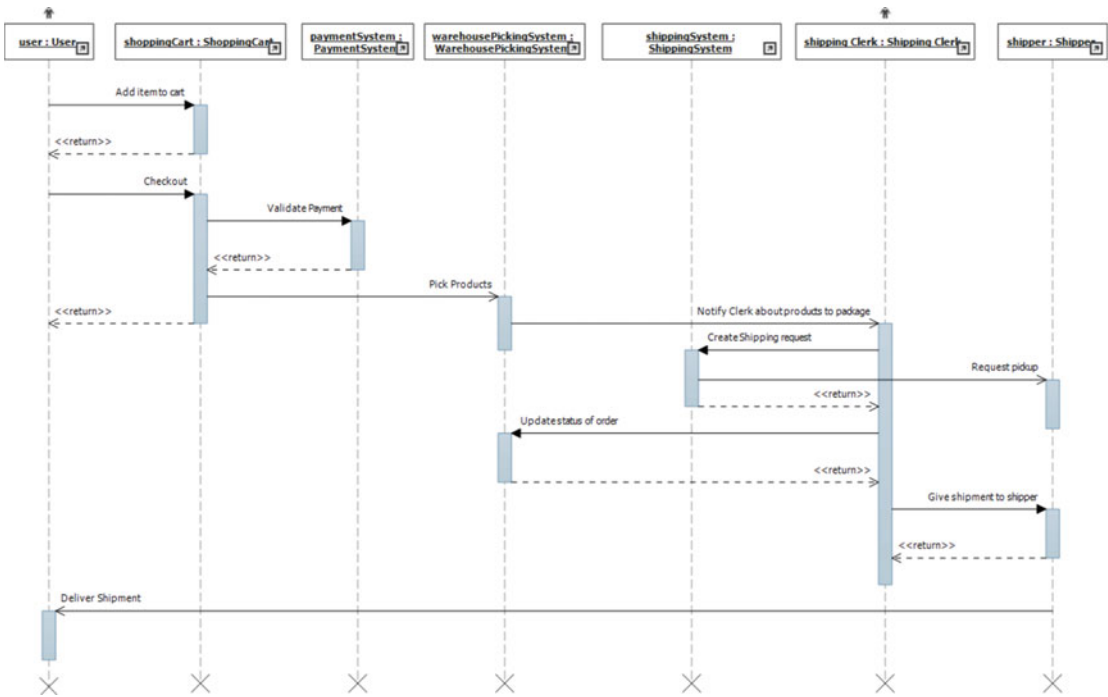 user : User
shoppingCart : ShoppingCart
paymentSystem :
PaymentSysten
warehousePickingSystem :
WarehousePickingSysten
shippingSystem :
ShippingSystem
shipping Clerk : Shipping Clerk
shipper : Shipper
Add item to cart
<<return>>
Checkout
Validate Payment
<<return>>
Pick Products
<<return>>
Notify Clerk about products to package
Create Shipping request
Request pickup
<<return>>
Update status of order
<<return>>
Give shipment to shipper
<<return>>
Deliver Shipment